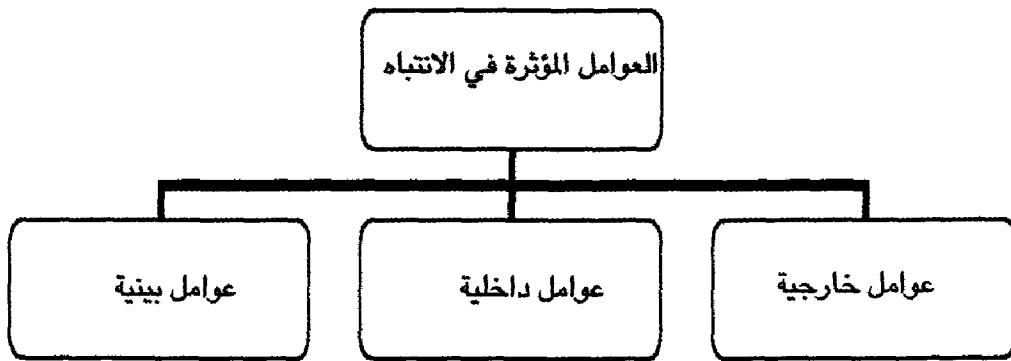 العوامل المؤثرة في الانتباه
عوامل خارجية
عوامل داخلية
عوامل بينية